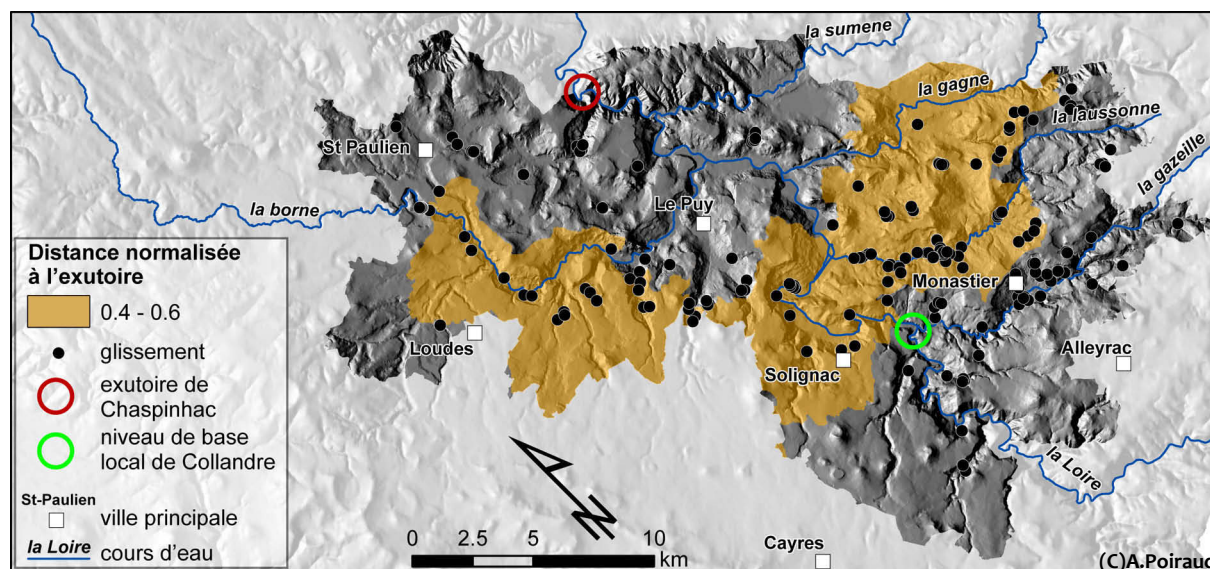 la sumene
la gagne
la laussonne
la gazeille
St Paulien
la borne
Le Puy
Distance normalisée
à l'exutoire
0.4 - 0.6
glissement
exutoire de
Chaspinhac
niveau de base
local de Collandre
St-Paulien
ville principale
la Loire
cours d'eau
Monastier
Loudes
Solignac
Alleyrac
la Loire
N
0 2.5 5 10
km
Cayres
(C)A.Poiraud